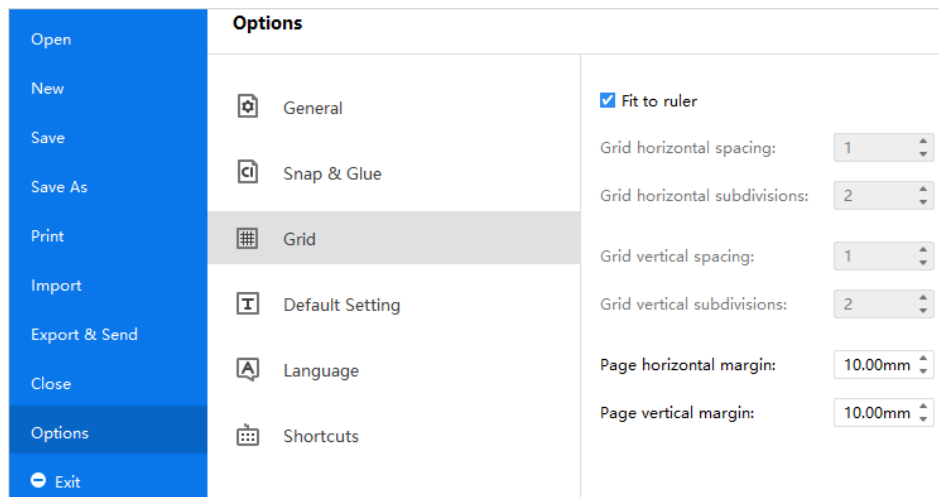 Open
New
Save
Save As
Print
Import
Export & Send
Close
Options
Exit
Options
General
Snap & Glue
Grid
Default Setting
Language
Shortcuts
Fit to ruler
Grid horizontal spacing: 1
Grid horizontal subdivisions: 2
Grid vertical spacing: 1
Grid vertical subdivisions: 2
Page horizontal margin: 10.00mm
Page vertical margin: 10.00mm